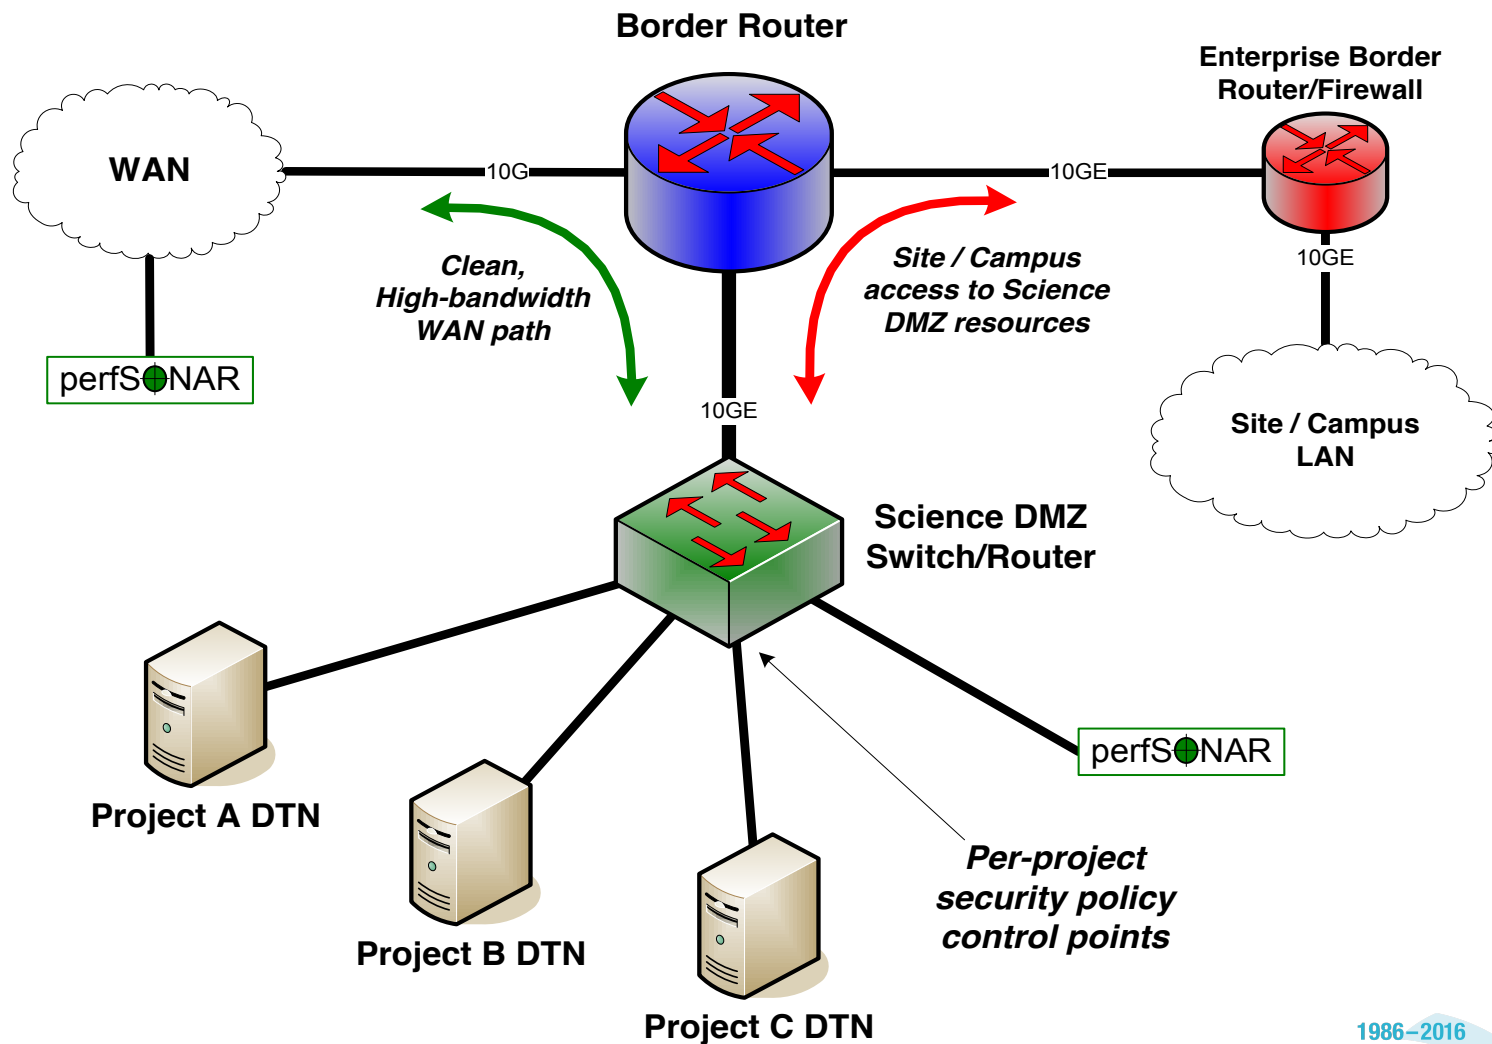 Border Router
Enterprise Border
Router/Firewall
WAN
10G
10GE
Clean,
High-bandwidth
WAN path
Site / Campus
access to Science
DMZ resources
10GE
perfSONAR
10GE
Site / Campus
LAN
Science DMZ
Switch/Router
Project A DTN
perfSONAR
Project B DTN
Per-project
security policy
control points
Project C DTN
1986–2016